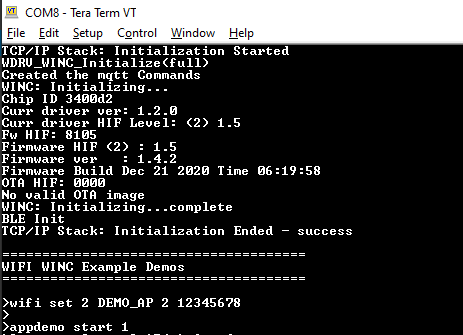 COM8 - Tera Term VT
File Edit Setup Control Window Help
TCP/IP Stack: Initialization Started
WDRV_WINC_Initialize(full)
Created the mqtt Commands
WINC: Initializing...
Chip ID 3400d2
Curr driver ver: 1.2.0
Curr driver HIF Level: (2) 1.5
Fw HIF: 8105
Firmware HIF (2) : 1.5
Firmware ver   : 1.4.2
Firmware Build Dec 21 2020 Time 06:19:58
OTA HIF: 0000
No valid OTA image
WINC: Initializing...complete
BLE Init
TCP/IP Stack: Initialization Ended - success
======================================
WIFI WINC Example Demos
======================================
>wifi set 2 DEMO_AP 2 12345678
>
>appdemo start 1